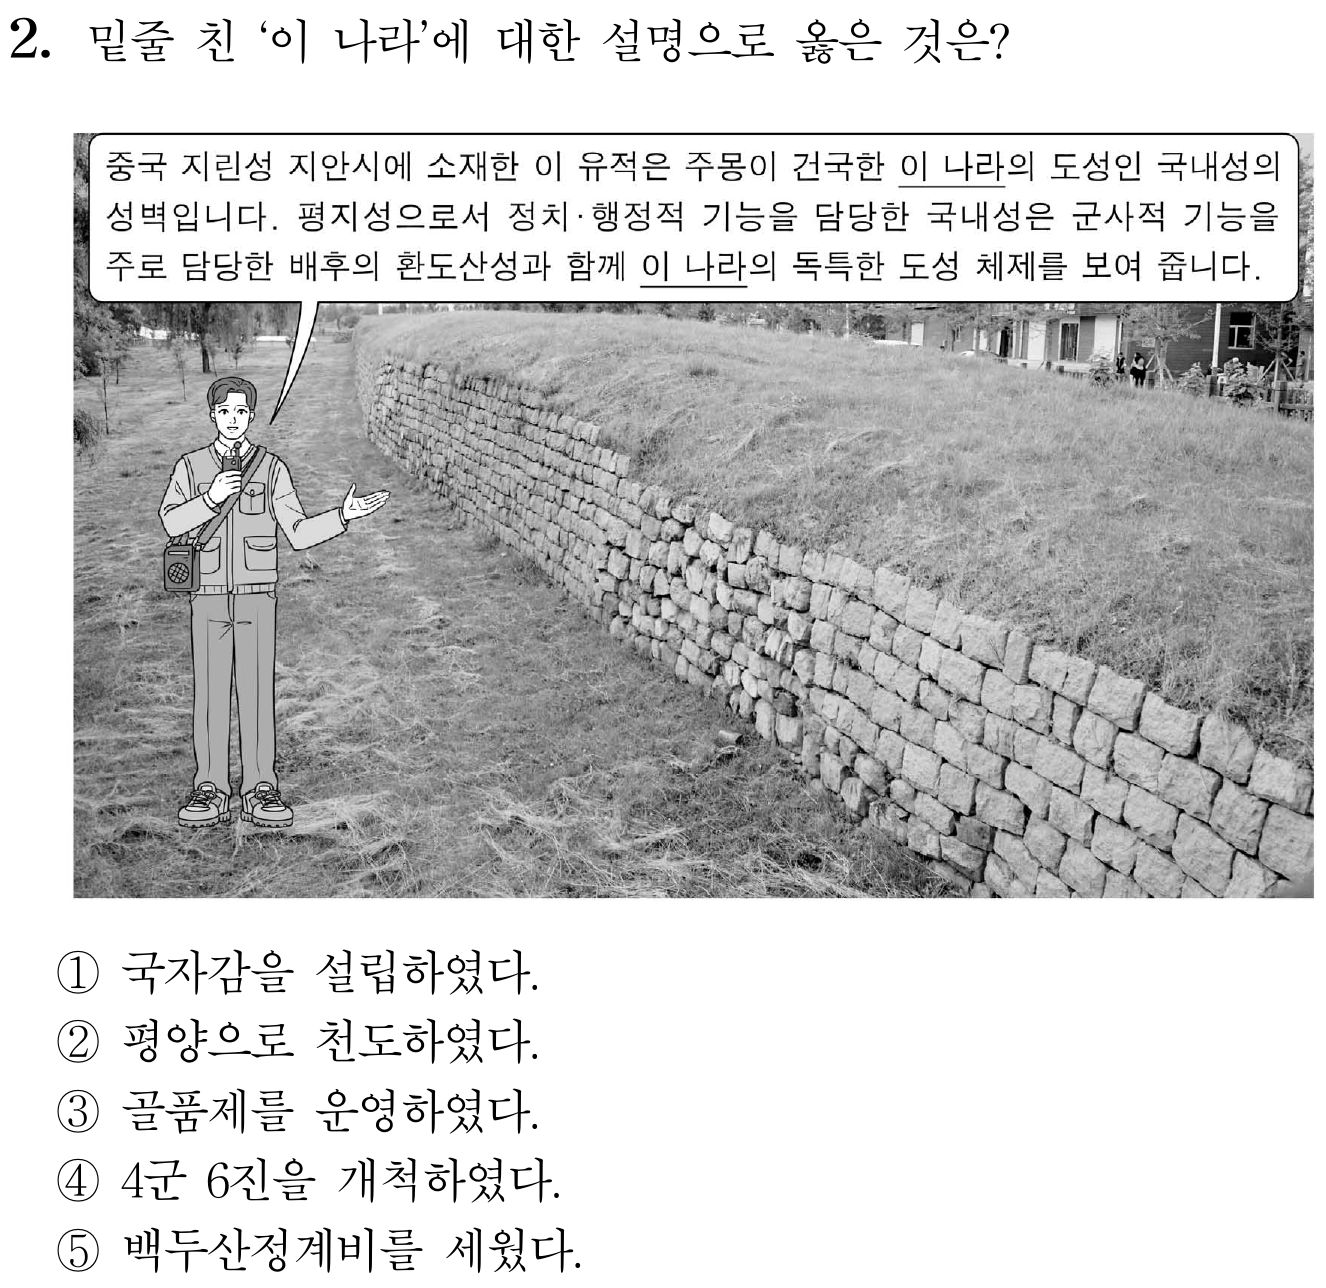 2. 밑줄 친 ‘이 나라’에 대한 설명으로 옳은 것은?
중국 지린성 지안시에 소재한 이 유적은 주몽이 건국한 이 나라의 도성인 국내성의
성벽입니다. 평지성으로서 정치·행정적 기능을 담당한 국내성은 군사적 기능을
주로 담당한 배후의 환도산성과 함께 이 나라의 독특한 도성 체제를 보여 줍니다.
① 국자감을 설립하였다.
② 평양으로 천도하였다.
③ 골품제를 운영하였다.
④ 4군 6진을 개척하였다.
⑤ 백두산정계비를 세웠다.